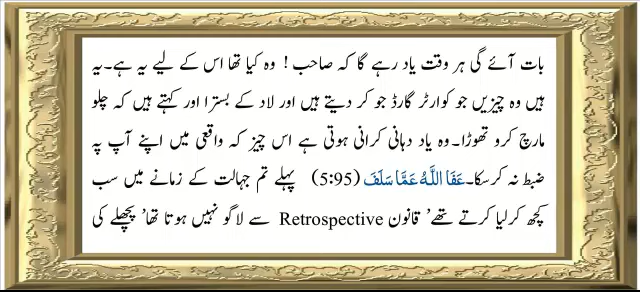 بات آئے گی ہر وقت یاد رہے گا کہ صاحب ! وہ کیا تھا اس کے لیے یہ ہے۔یہ
ہیں وہ چیزیں جو کوارٹر گارڈ جو کر دیتے ہیں اور لاد کے بسترا اور کہتے ہیں کہ چلو
مارچ کرو تھوڑا۔وہ یاد دہانی کرانی ہوتی ہے اس چیز کہ واقعی میں اپنے آپ پہ
ضبط نہ کرسکا۔عَفَا اللَّـهُ عَمَّا سَلَفَ (5:95) پہلے تم جہالت کے زمانے میں سب
کچھ کرلیا کرتے تھے‘ قانون Retrospective سے لاگو نہیں ہوتا تھا‘ پچھلے کی